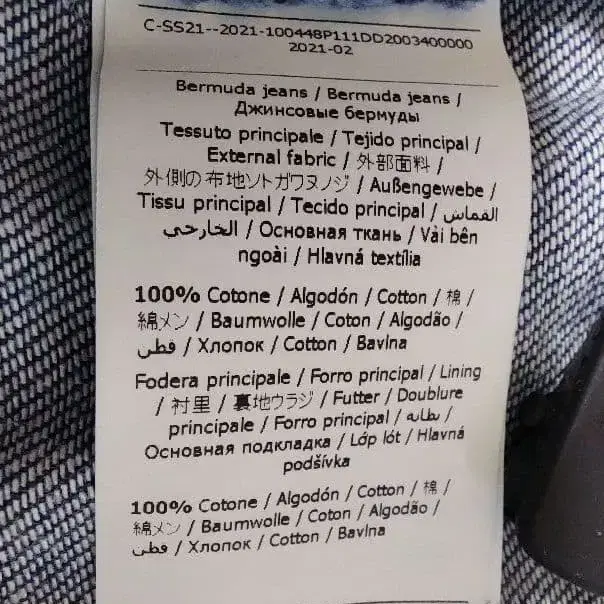 C-SS21--2021-100448P111DD2003400000
2021-02
Bermuda jeans / Bermuda jeans /
Джинсовые бермуды
Tessuto principale / Tejido principal /
External fabric / 外部面料 /
外側の布地ソトガワヌノジ / Außengewebe /
Tissu principal / Tecido principal / القماش
الخارحي / Основная ткань / Vải bên
ngoài / Hlavná textília
100% Cotone / Algodón / Cotton / 棉 /
綿メン / Baumwolle / Coton / Algodão /
قطن / Хлопок / Cotton / Bavlna
Fodera principale / Forro principal / Lining
/ 衬里 / 裏地ウラジ / Futter / Doublure
principale / Forro principal / بطانه /
Основная подкладка / Lớp lót / Hlavná
podšívka
100% Cotone / Algodón / Cotton / 棉 /
綿メン / Baumwolle / Coton / Algodão /
قطن / Хлопок / Cotton / Bavlna